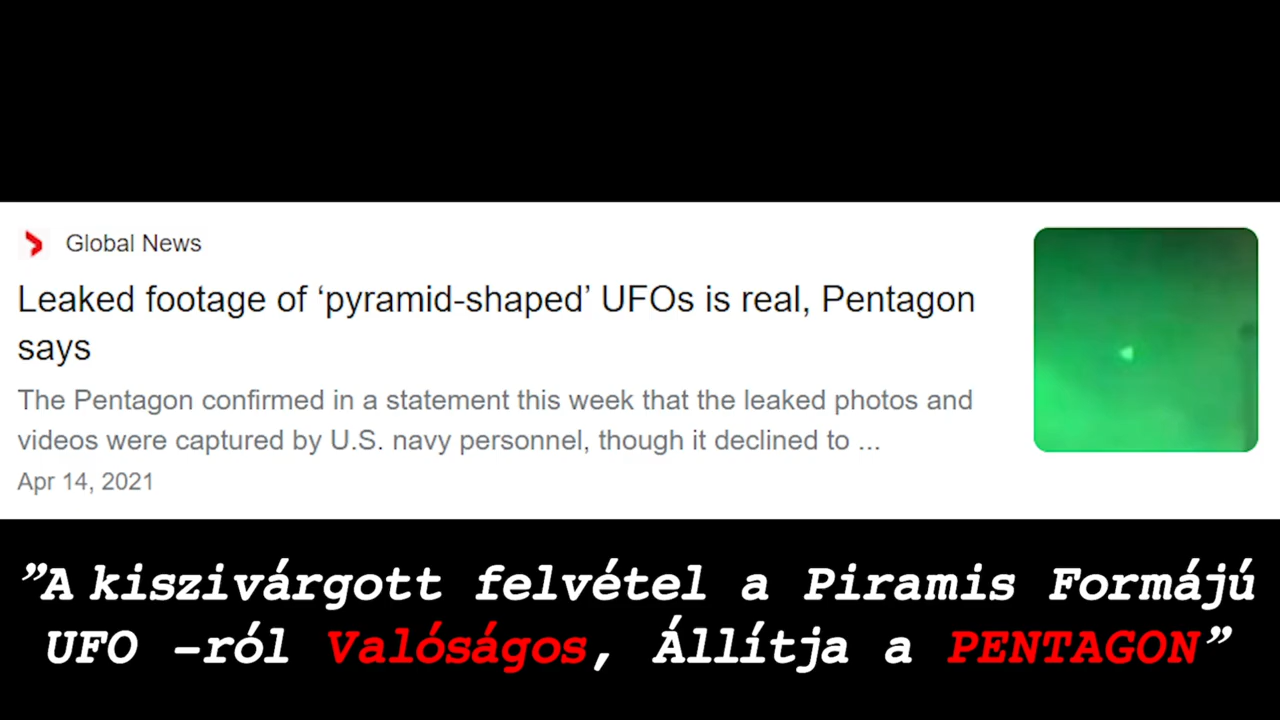 Global News
Leaked footage of ‘pyramid-shaped’ UFOs is real, Pentagon
says
The Pentagon confirmed in a statement this week that the leaked photos and
videos were captured by U.S. navy personnel, though it declined to ...
Apr 14, 2021
”A kiszivárgott felvétel a Piramis Formájú
UFO -ról Valóságos, Állítja a PENTAGON”